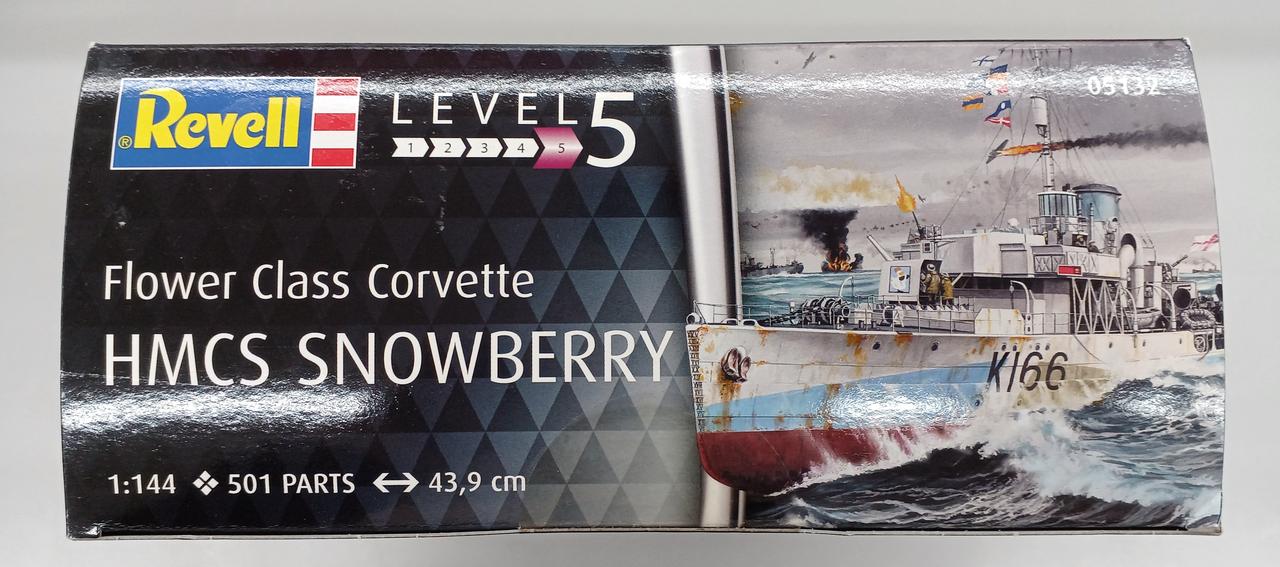 ®Revell
LEVEL 5
1 2 3 4 5
Flower Class Corvette
HMCS SNOWBERRY
1:144 ❖ 501 PARTS ↔ 43,9 cm
05132
K166